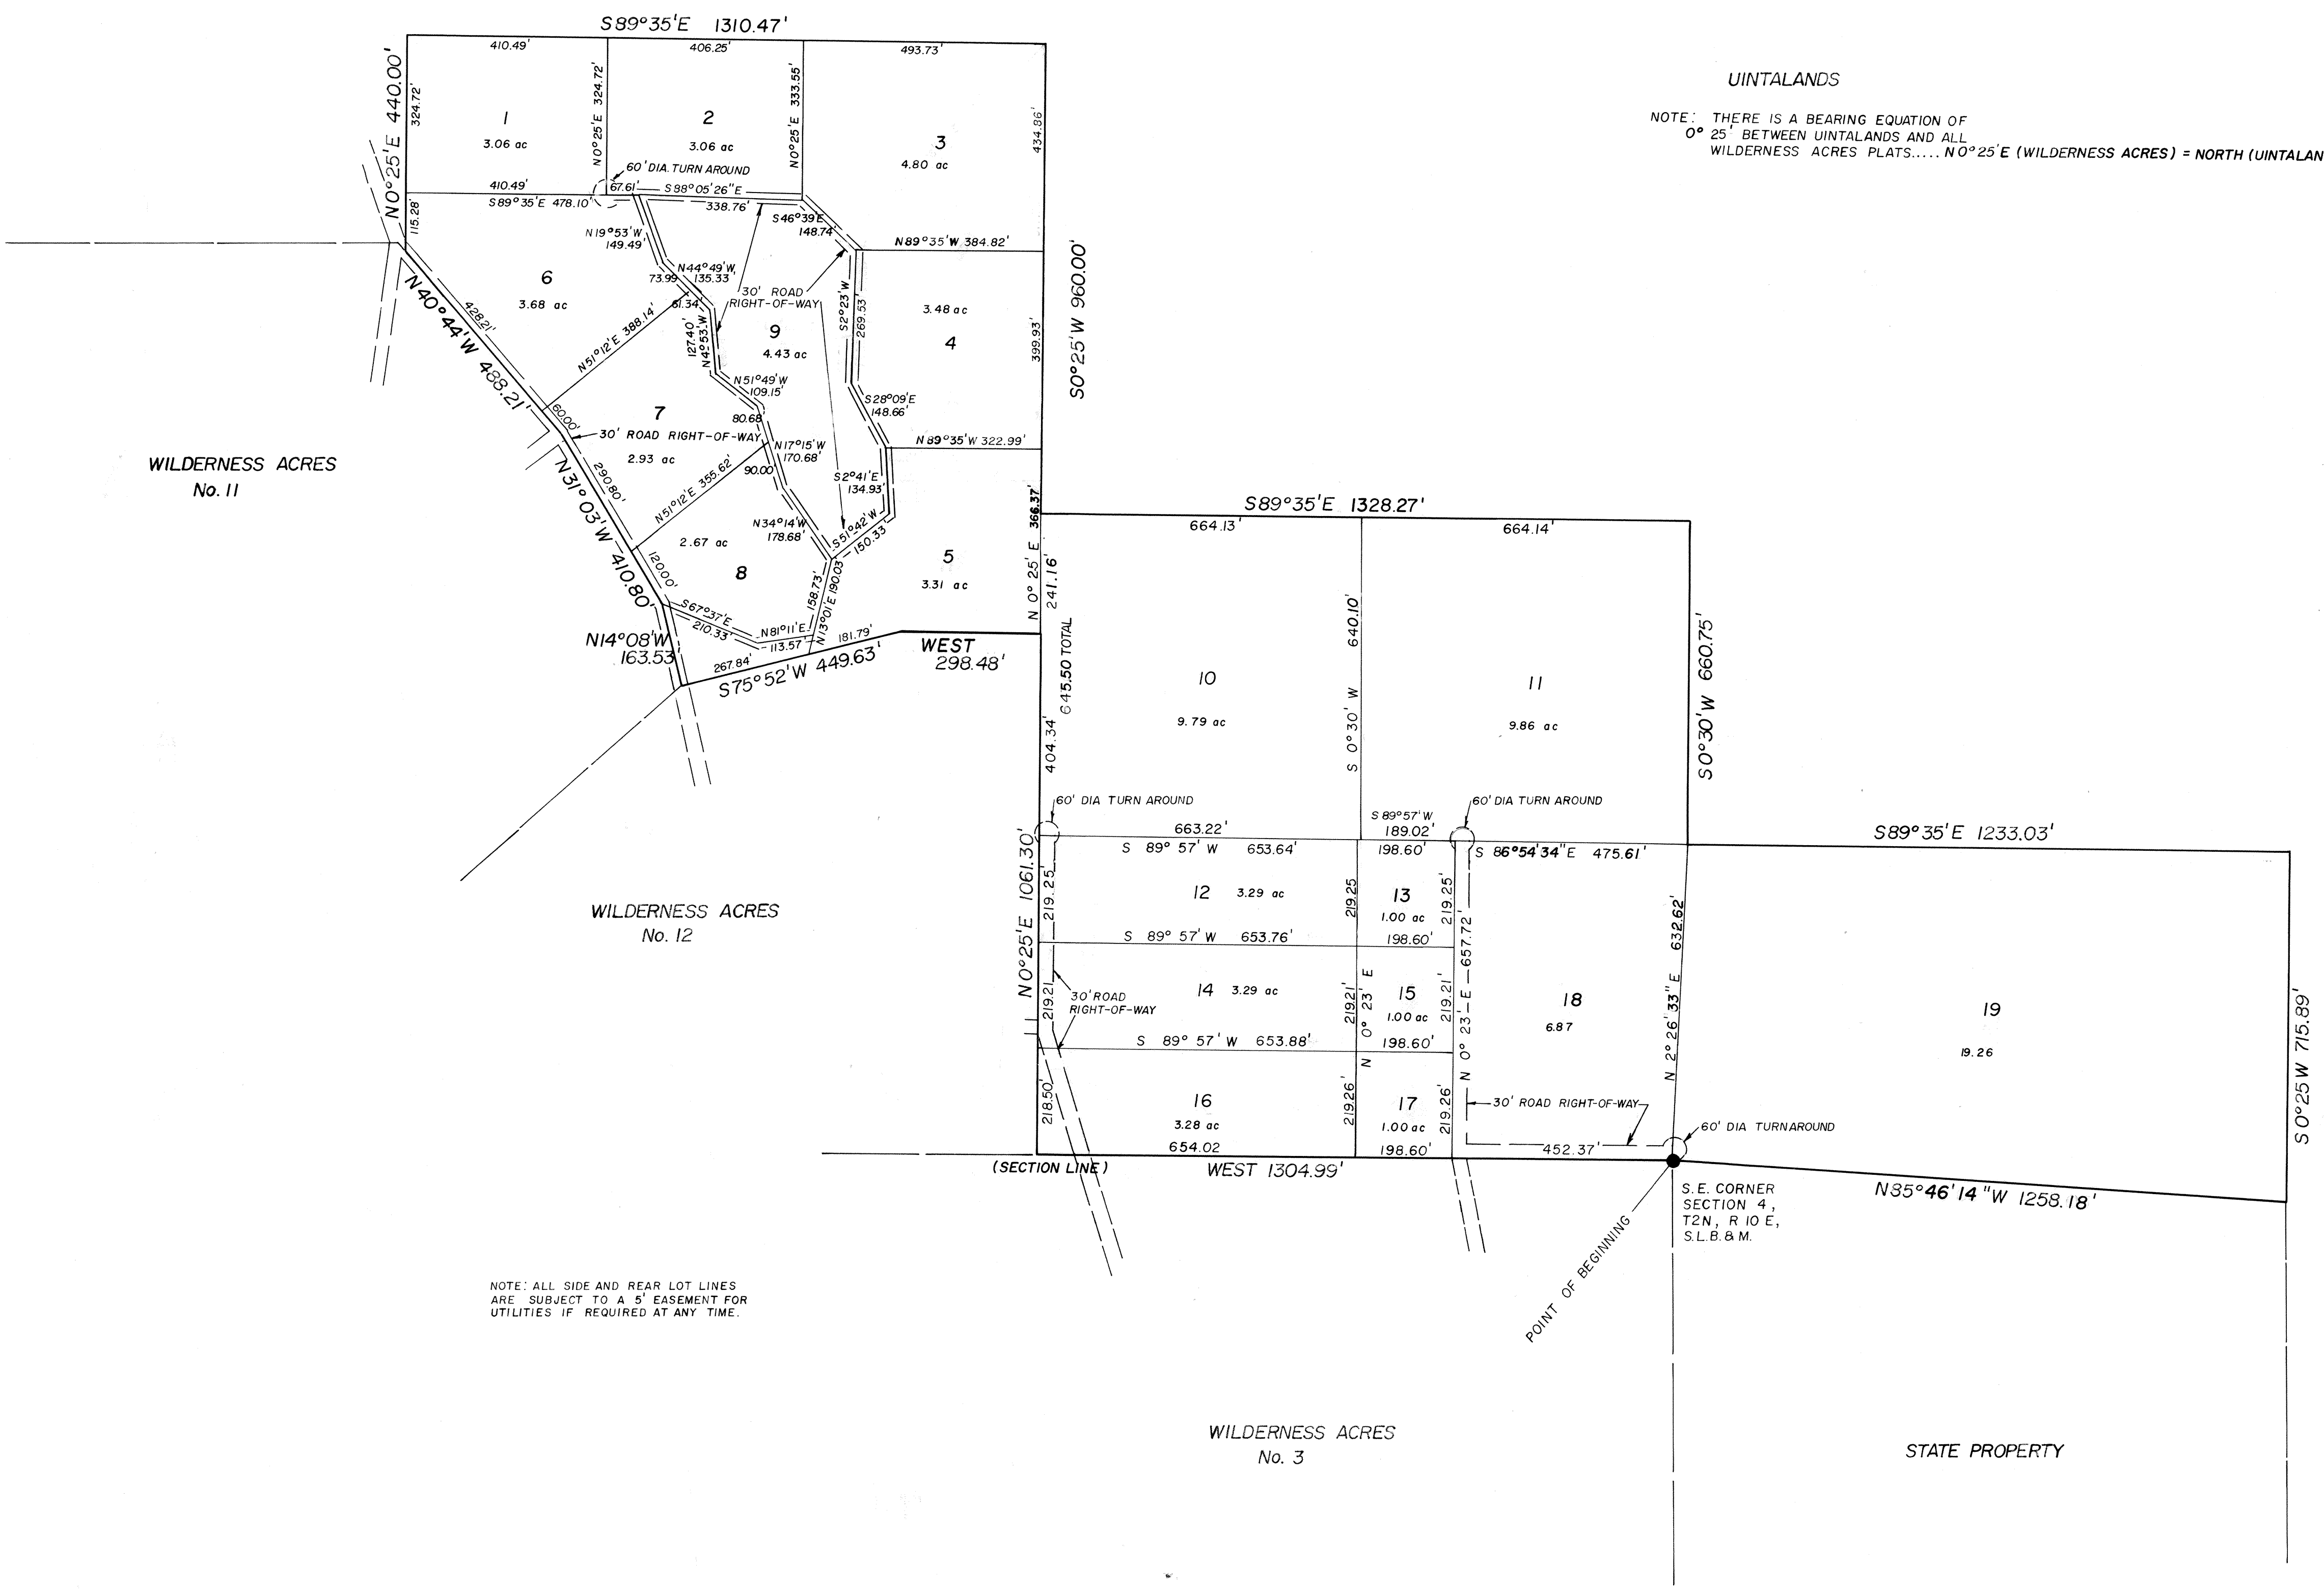 S89°35'E 1310.47'
410.49'
406.25'
493.73'
N0°25'E 440.00'
324.72'
N0°25'E 324.72'
N0°25'E 333.55'
434.86'
1
3.06 ac
2
3.06 ac
3
4.80 ac
60' DIA. TURN AROUND
UINTALANDS
NOTE: THERE IS A BEARING EQUATION OF
0° 25' BETWEEN UINTALANDS AND ALL
WILDERNESS ACRES PLATS..... N0°25'E (WILDERNESS ACRES) = NORTH (UINTALAN
410.49'
67.61'
S88°05'26"E
S89°35'E 478.10'
338.76'
115.28'
S46°39E
148.74'
N19°53'W
149.49'
N89°35'W 384.82'
S0°25'W 960.00'
N44°49'W
73.99
135.33'
6
3.68 ac
61.34'
30' ROAD
RIGHT-OF-WAY
S2°23'W
269.53'
3.48 ac
4
399.93'
N40°44'W 488.21'
428.21'
N51°12'E 388.14'
127.40'
N4°53'W
9
4.43 ac
N51°49'W
109.15'
S28°09'E
148.66'
60.00'
7
80.68'
30' ROAD RIGHT-OF-WAY
2.93 ac
N17°15'W
170.68'
90.00'
N89°35'W 322.99'
WILDERNESS ACRES
No. 11
N31°03'W 410.80'
290.80'
N51°12'E 355.62'
S2°41'E
134.93'
N34°14'W
178.68'
S51°42'W
150.33'
2.67 ac
8
120.00'
5
3.31 ac
N 0° 25' E 366.37'
241.16'
S89°35'E 1328.27'
664.13'
664.14'
S67°37'E
210.33'
N81°11'E
113.57'
158.73'
N13°01'E 190.03'
N14°08'W
163.53'
267.84'
181.79'
S75°52'W 449.63'
WEST
298.48'
645.50 TOTAL
404.34'
S 0°30' W 640.10'
S0°30'W 660.75'
10
9.79 ac
11
9.86 ac
60' DIA TURN AROUND
60' DIA TURN AROUND
S89°57'W
663.22'
189.02'
S89°35'E 1233.03'
N0°25'E 1061.30'
S 89° 57' W 653.64'
198.60'
S 86°54'34"E 475.61'
219.25'
12 3.29 ac
219.25
13
1.00 ac
219.25'
S 89° 57' W 653.76'
198.60'
N 0° 23' E 657.72'
N 2° 26' 33" E 632.62'
WILDERNESS ACRES
No. 12
219.21
30' ROAD
RIGHT-OF-WAY
14 3.29 ac
219.21'
N 0° 23' E
15
1.00 ac
219.21'
18
6.87
19
19.26
S0°25W 715.89'
S 89° 57' W 653.88'
198.60'
218.50'
16
3.28 ac
219.26'
17
1.00 ac
219.26'
30' ROAD RIGHT-OF-WAY
60' DIA TURNAROUND
654.02
198.60'
452.37'
(SECTION LINE)
WEST 1304.99'
S.E. CORNER
SECTION 4,
T2N, R 10 E,
S.L.B.& M.
N85°46'14"W 1258.18'
POINT OF BEGINNING
NOTE: ALL SIDE AND REAR LOT LINES
ARE SUBJECT TO A 5' EASEMENT FOR
UTILITIES IF REQUIRED AT ANY TIME.
WILDERNESS ACRES
No. 3
STATE PROPERTY